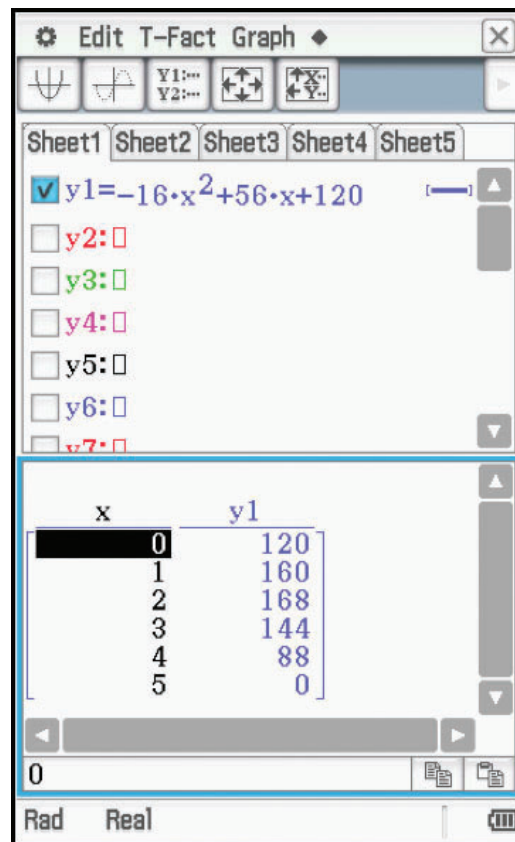 Edit T-Fact Graph ◆
Y1:···
Y2:··· X·· Y··
Sheet1 Sheet2 Sheet3 Sheet4 Sheet5
y1=-16·x²+56·x+120
y2:
y3:
y4:
y5:
y6:
y7:
x y1
0 120
1 160
2 168
3 144
4 88
5 0
0
Rad Real